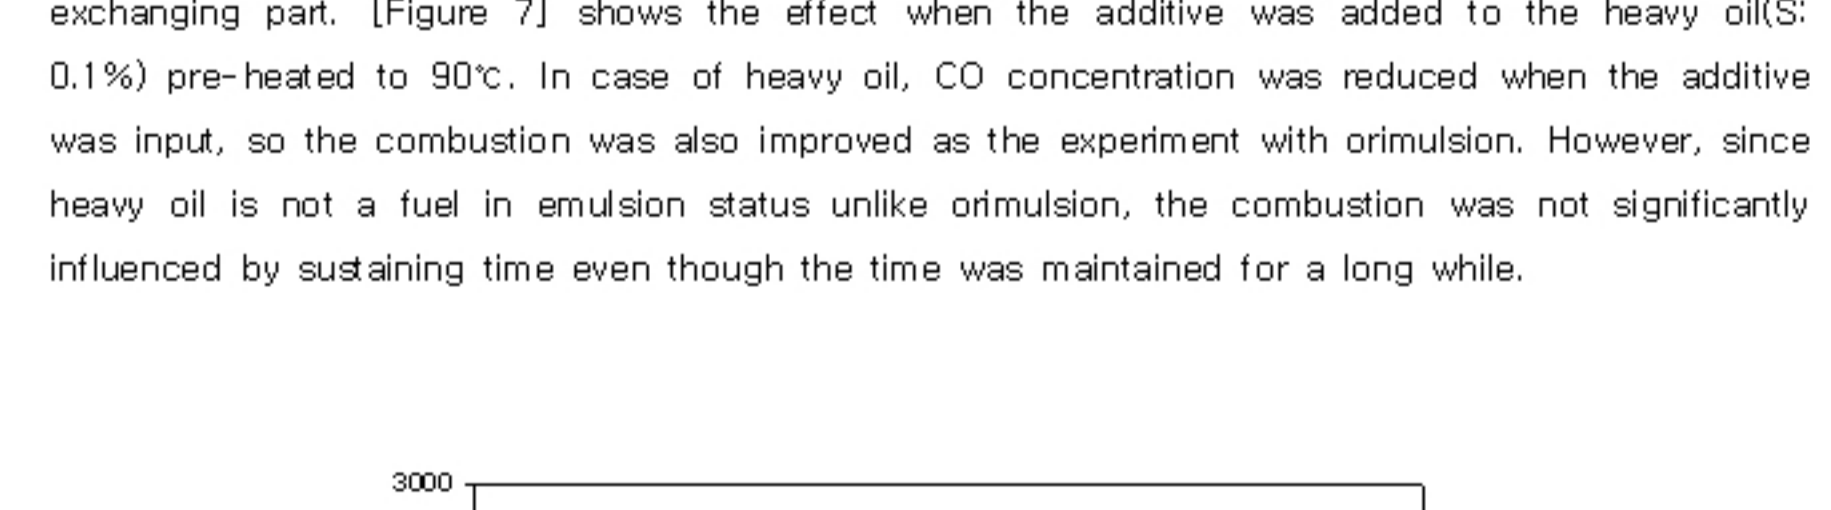 exchanging part. [Figure 7] shows the effect when the additive was added to the heavy oil(S:
0.1%) pre-heated to 90℃. In case of heavy oil, CO concentration was reduced when the additive
was input, so the combustion was also improved as the experiment with orimulsion. However, since
heavy oil is not a fuel in emulsion status unlike orimulsion, the combustion was not significantly
influenced by sustaining time even though the time was maintained for a long while.
3000